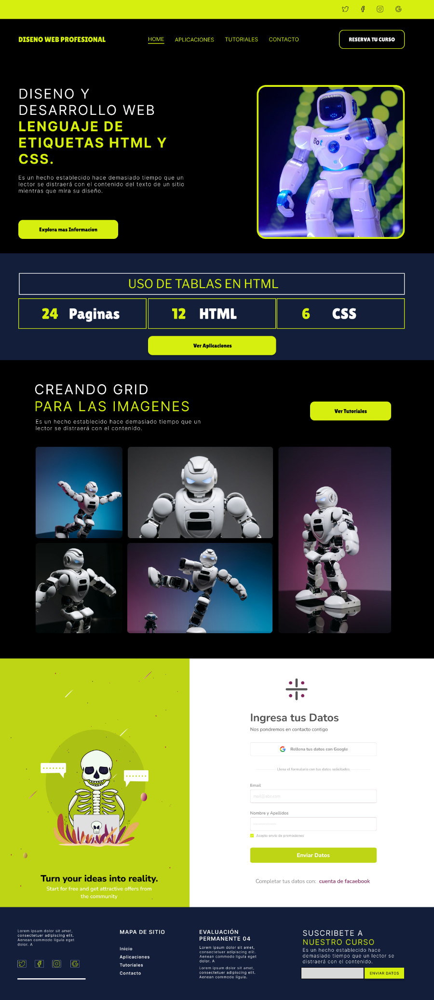 DISENO WEB PROFESIONAL
HOME
APLICACIONES
TUTORIALES
CONTACTO
RESERVA TU CURSO
DISENO Y
DESARROLLO WEB
LENGUAJE DE
ETIQUETAS HTML Y
CSS.
Es un hecho establecido hace demasiado tiempo que un
lector se distraerá con el contenido del texto de un sitio
mientras que mira su diseño.
Explora mas Informacion
Bot
USO DE TABLAS EN HTML
24 Paginas
12 HTML
6 CSS
Ver Aplicaciones
CREANDO GRID
PARA LAS IMAGENES
Es un hecho establecido hace demasiado tiempo que un
lector se distraerá con el contenido.
Ver Tutoriales
Turn your ideas into reality.
Start for free and get attractive offers from
the community
Ingresa tus Datos
Nos pondremos en contacto contigo
Rellena tus datos con Google
Llena el formulario con tus datos solicitados
Email
mail@abc.com
Nombre y Apellidos
Acepto envio de promociones
Enviar Datos
Completar tus datos con: cuenta de facaebook
Lorem ipsum dolor sit amet,
consectetuer adipiscing elit.
Aenean commodo ligula eget
dolor. A
MAPA DE SITIO
Inicio
Aplicaciones
Tutoriales
Contacto
EVALUACIÓN
PERMANENTE 04
Lorem ipsum dolor sit amet,
consectetuer adipiscing elit.
Aenean commodo ligula eget
dolor. A
Lorem ipsum dolor sit amet,
consectetuer adipiscing elit.
Aenean commodo ligula.
SUSCRIBETE A
NUESTRO CURSO
Es un hecho establecido hace
demasiado tiempo que un lector se
distraerá con el contenido.
ENVIAR DATOS